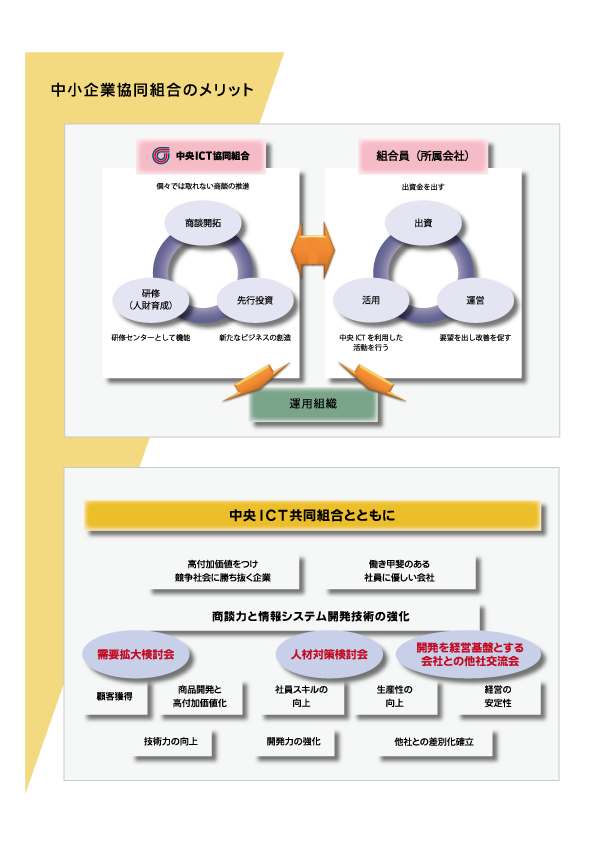 中小企業協同組合のメリット
中央ICT協同組合
組合員（所属会社）
個々では取れない商談の推進
出資金を出す
商談開拓
出資
研修
（人財育成）
先行投資
活用
運営
研修センターとして機能
新たなビジネスの創造
中央ICTを利用した
活動を行う
要望を出し改善を促す
運用組織
中央ICT共同組合とともに
高付加価値をつけ
競争社会に勝ち抜く企業
働き甲斐のある
社員に優しい会社
商談力と情報システム開発技術の強化
需要拡大検討会
人材対策検討会
開発を経営基盤とする
会社との他社交流会
顧客獲得
商品開発と
高付加価値化
社員スキルの
向上
生産性の
向上
経営の
安定性
技術力の向上
開発力の強化
他社との差別化確立